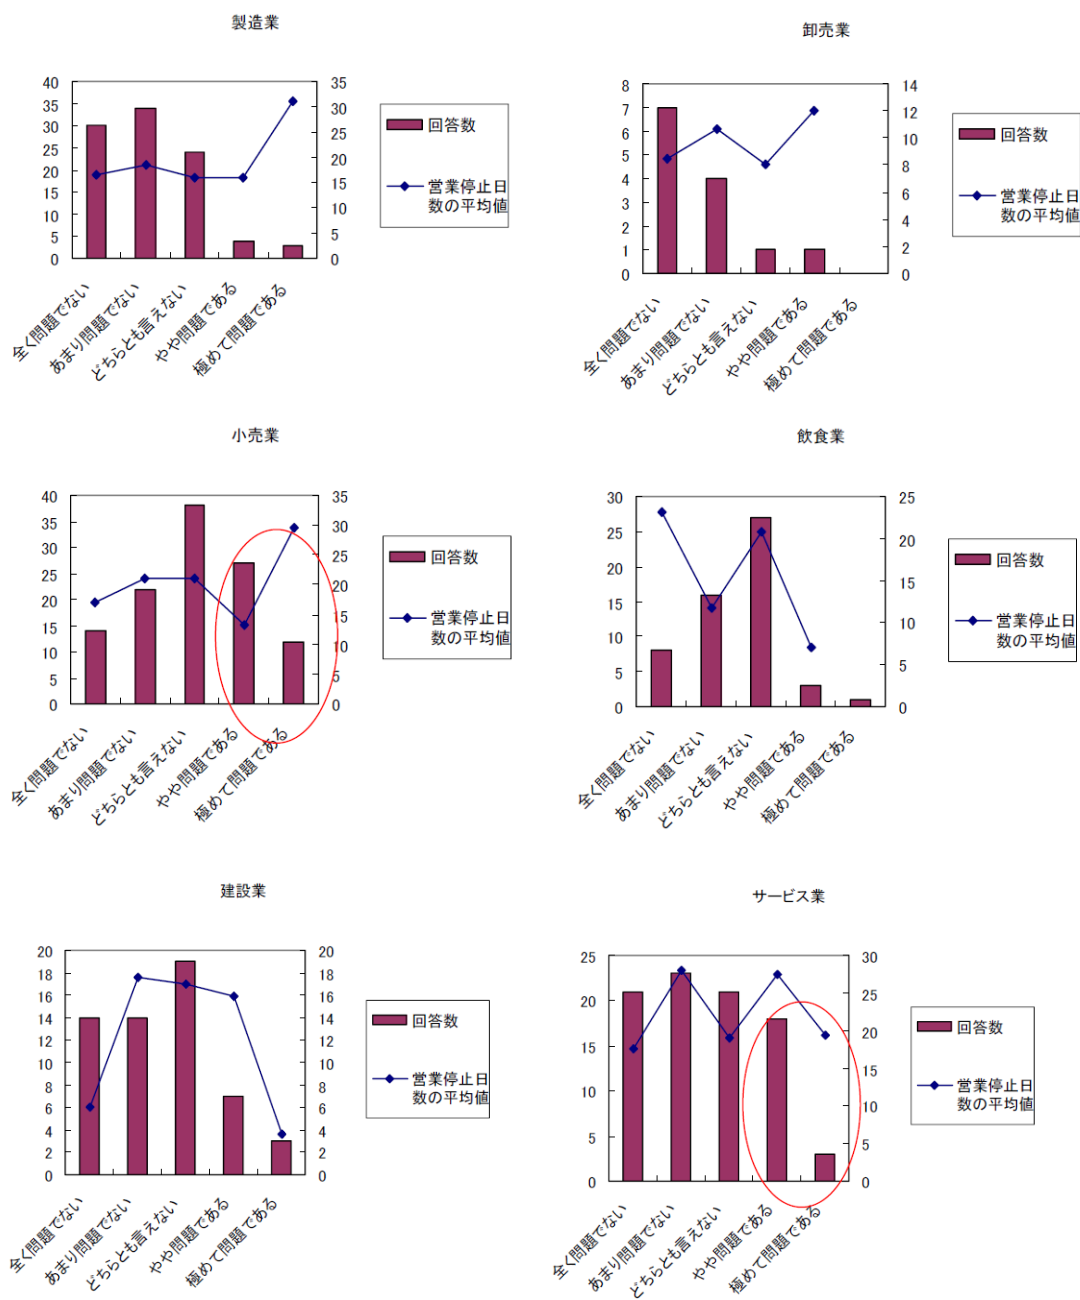 製造業
40
35
30
25
20
15
10
5
0
35
30
25
20
15
10
5
0
全く問題でない
あまり問題でない
どちらとも言えない
やや問題である
極めて問題である
回答数
営業停止日
数の平均値
卸売業
8
7
6
5
4
3
2
1
0
14
12
10
8
6
4
2
0
全く問題でない
あまり問題でない
どちらとも言えない
やや問題である
極めて問題である
回答数
営業停止日
数の平均値
小売業
40
35
30
25
20
15
10
5
0
35
30
25
20
15
10
5
0
全く問題でない
あまり問題でない
どちらとも言えない
やや問題である
極めて問題である
回答数
営業停止日
数の平均値
飲食業
30
25
20
15
10
5
0
25
20
15
10
5
0
全く問題でない
あまり問題でない
どちらとも言えない
やや問題である
極めて問題である
回答数
営業停止日
数の平均値
建設業
20
18
16
14
12
10
8
6
4
2
0
20
18
16
14
12
10
8
6
4
2
0
全く問題でない
あまり問題でない
どちらとも言えない
やや問題である
極めて問題である
回答数
営業停止日
数の平均値
サービス業
25
20
15
10
5
0
30
25
20
15
10
5
0
全く問題でない
あまり問題でない
どちらとも言えない
やや問題である
極めて問題である
回答数
営業停止日
数の平均値